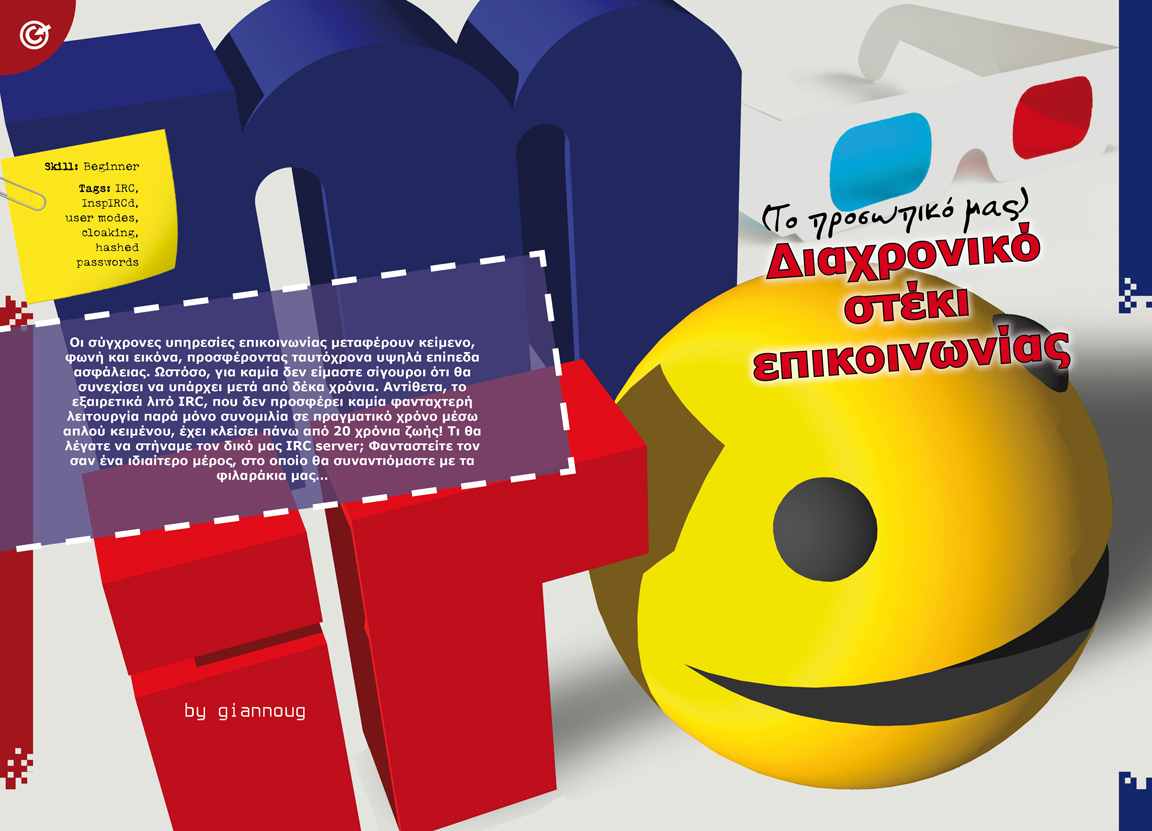 Skill: Beginner
Tags: IRC,
InspIRCd,
user modes,
cloaking,
hashed
passwords
(Το προσωπικό μας)
Διαχρονικό
στέκι
επικοινωνίας
Οι σύγχρονες υπηρεσίες επικοινωνίας μεταφέρουν κείμενο,
φωνή και εικόνα, προσφέροντας ταυτόχρονα υψηλά επίπεδα
ασφάλειας. Ωστόσο, για καμία δεν είμαστε σίγουροι ότι θα
συνεχίσει να υπάρχει μετά από δέκα χρόνια. Αντίθετα, το
εξαιρετικά λιτό IRC, που δεν προσφέρει καμία φανταχτερή
λειτουργία παρά μόνο συνομιλία σε πραγματικό χρόνο μέσω
απλού κειμένου, έχει κλείσει πάνω από 20 χρόνια ζωής! Τι θα
λέγατε να στήναμε τον δικό μας IRC server; Φανταστείτε τον
σαν ένα ιδιαίτερο μέρος, στο οποίο θα συναντιόμαστε με τα
φιλαράκια μας...
by giannoug